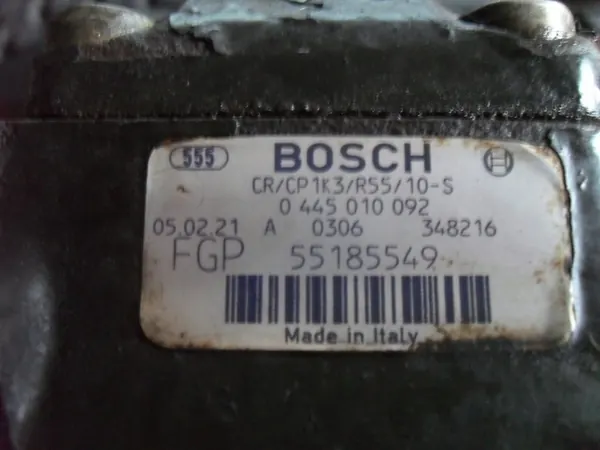 555 BOSCH
CR/CP1K3/R55/10-S
0 445 010 092
05.02.21 A 0306 348216
FGP 55185549
Made in Italy